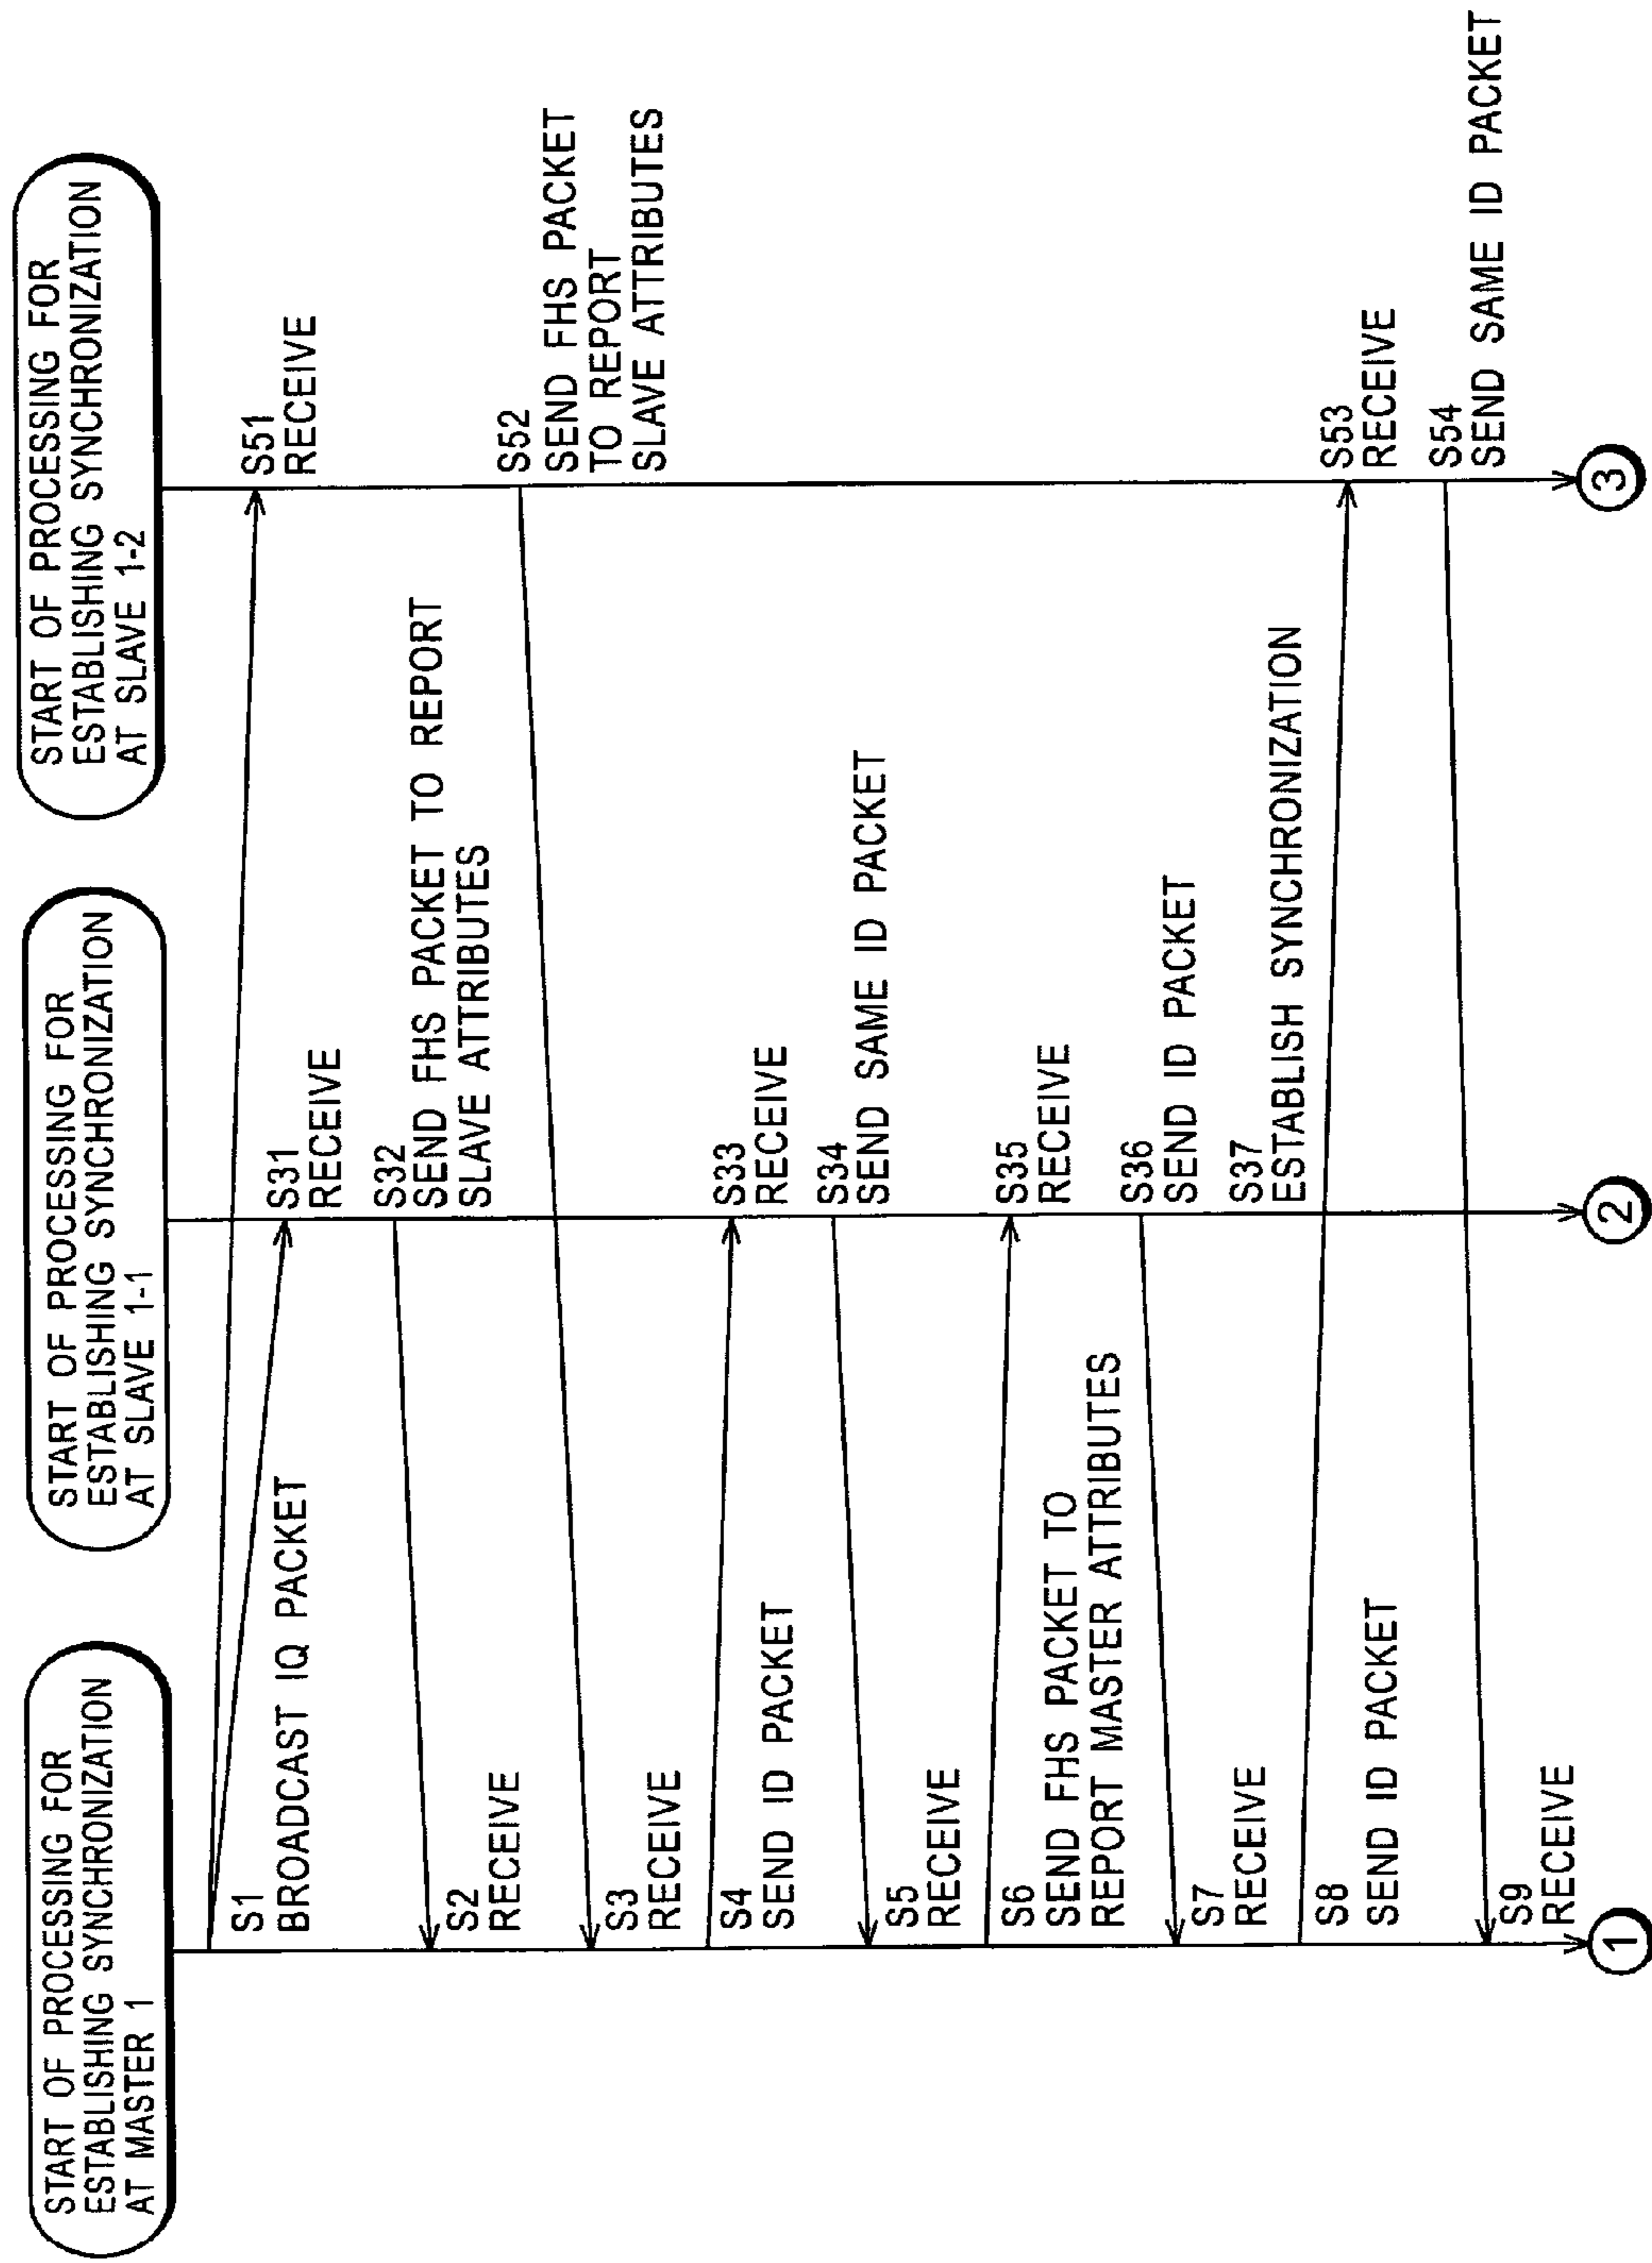 START OF PROCESSING FOR
ESTABLISHING SYNCHRONIZATION
AT MASTER 1
START OF PROCESSING FOR
ESTABLISHING SYNCHRONIZATION
AT SLAVE 1-1
START OF PROCESSING FOR
ESTABLISHING SYNCHRONIZATION
AT SLAVE 1-2
S1
BROADCAST IQ PACKET
S2
RECEIVE
S3
RECEIVE
S4
SEND ID PACKET
S5
RECEIVE
S6
SEND FHS PACKET TO
REPORT MASTER ATTRIBUTES
S7
RECEIVE
S8
SEND ID PACKET
S9
RECEIVE
1
S31
RECEIVE
S32
SEND FHS PACKET TO REPORT
SLAVE ATTRIBUTES
S33
RECEIVE
S34
SEND SAME ID PACKET
S35
RECEIVE
S36
SEND ID PACKET
S37
ESTABLISH SYNCHRONIZATION
2
S51
RECEIVE
S52
SEND FHS PACKET
TO REPORT
SLAVE ATTRIBUTES
S53
RECEIVE
S54
SEND SAME ID PACKET
3